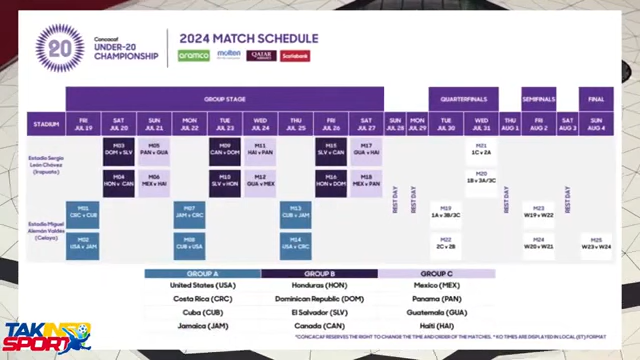 20
Concacaf
UNDER-20
CHAMPIONSHIP
2024 MATCH SCHEDULE
aramco molten QATAR Scotiabank
GROUP STAGE QUARTERFINALS SEMIFINALS FINAL
STADIUM FRI JUL 19 SAT JUL 20 SUN JUL 21 MON JUL 22 TUE JUL 23 WED JUL 24 THU JUL 25 FRI JUL 26 SAT JUL 27 SUN JUL 28 MON JUL 29 TUE JUL 30 WED JUL 31 THU AUG 1 FRI AUG 2 SAT AUG 3 SUN AUG 4
Estadio Sergio León Chávez (Irapuato)
M03 DOM v SLV M05 PAN v GUA M09 CAN v DOM M11 HAI v PAN M15 SLV v CAN M17 GUA v HAI M21 1C v 2A
M04 HON v CAN M06 MEX v HAI M10 SLV v HON M12 GUA v MEX M16 HON v DOM M18 MEX v PAN M20 1B v 3A/3C
REST DAY REST DAY REST DAY REST DAY
Estadio Miguel Alemán Valdés (Celaya)
M01 CRC v CUB M07 JAM v CRC M13 CUB v JAM M19 1A v 3B/3C M23 W19 v W22
M02 USA v JAM M08 CUB v USA M14 USA v CRC M22 2C v 2B M24 W20 v W21 M25 W23 v W24
GROUP A GROUP B GROUP C
United States (USA) Honduras (HON) Mexico (MEX)
Costa Rica (CRC) Dominican Republic (DOM) Panama (PAN)
Cuba (CUB) El Salvador (SLV) Guatemala (GUA)
Jamaica (JAM) Canada (CAN) Haiti (HAI)
*CONCACAF RESERVES THE RIGHT TO CHANGE THE TIME AND ORDER OF THE MATCHES. * KO TIMES ARE DISPLAYED IN LOCAL (ET) FORMAT
TAKINFO
SPORT